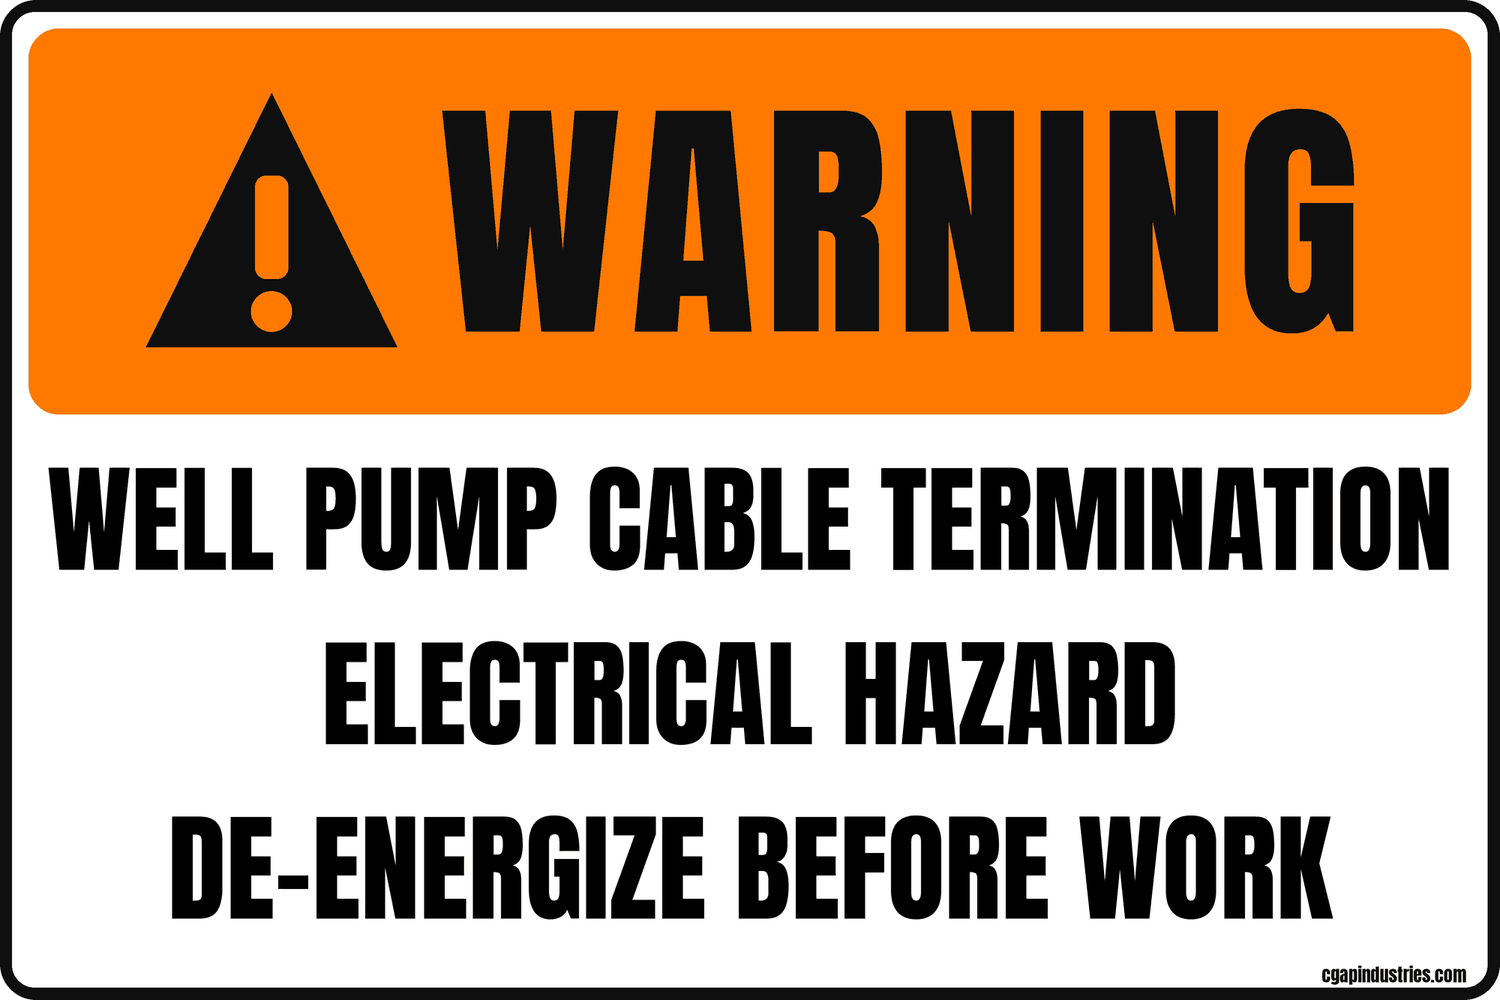 WARNING
WELL PUMP CABLE TERMINATION
ELECTRICAL HAZARD
DE-ENERGIZE BEFORE WORK
cgapindustries.com